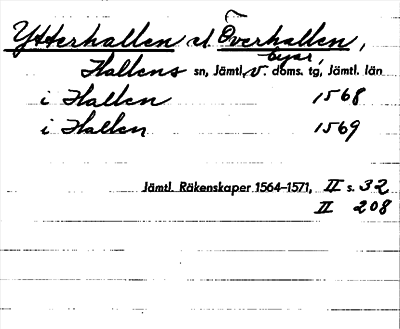 Ytterhallen el. Överhallen,
byar,
Hallens sn, Jämtl. v. doms. tg, Jämtl. län
i Hallen 1568
i Hallen 1569
Jämtl. Räkenskaper 1564–1571, II s. 32
II 208